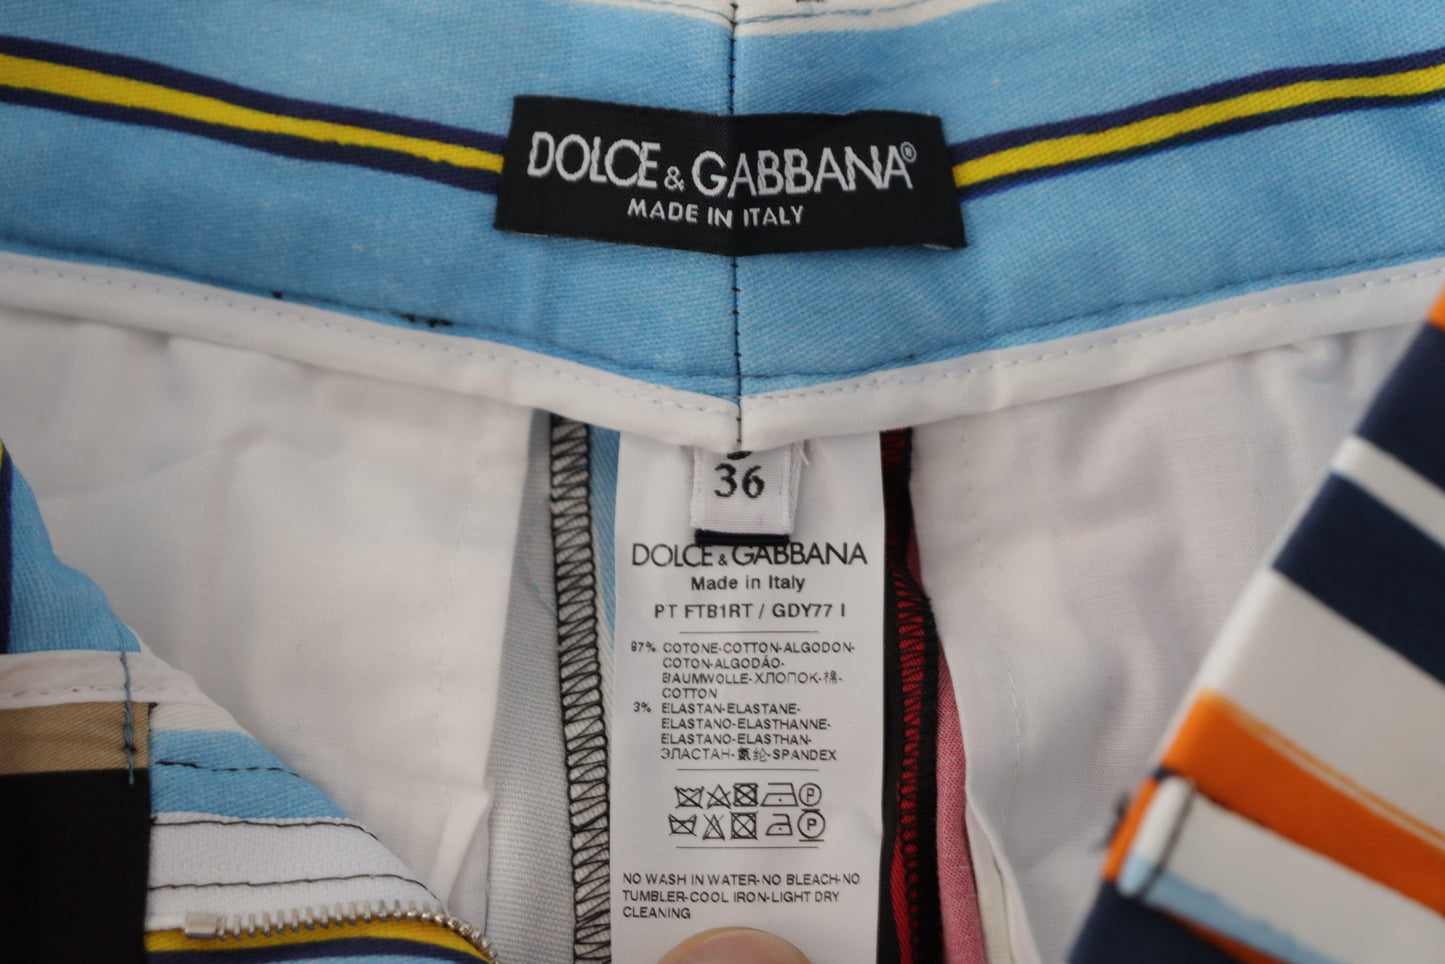 DOLCE & GABBANA®
MADE IN ITALY
36
DOLCE & GABBANA
Made in Italy
PT FTB1RT / GDY77 I
97% COTONE-COTTON-ALGODON-
COTON-ALGODÃO-
BAUMWOLLE-ХЛОПОК-棉-
COTTON
3% ELASTAN-ELASTANE-
ELASTANO-ELASTHANNE-
ELASTANO-ELASTHAN-
ЭЛАСТАН-氨纶-SPANDEX
P
P
NO WASH IN WATER-NO BLEACH-NO
TUMBLER-COOL IRON-LIGHT DRY
CLEANING